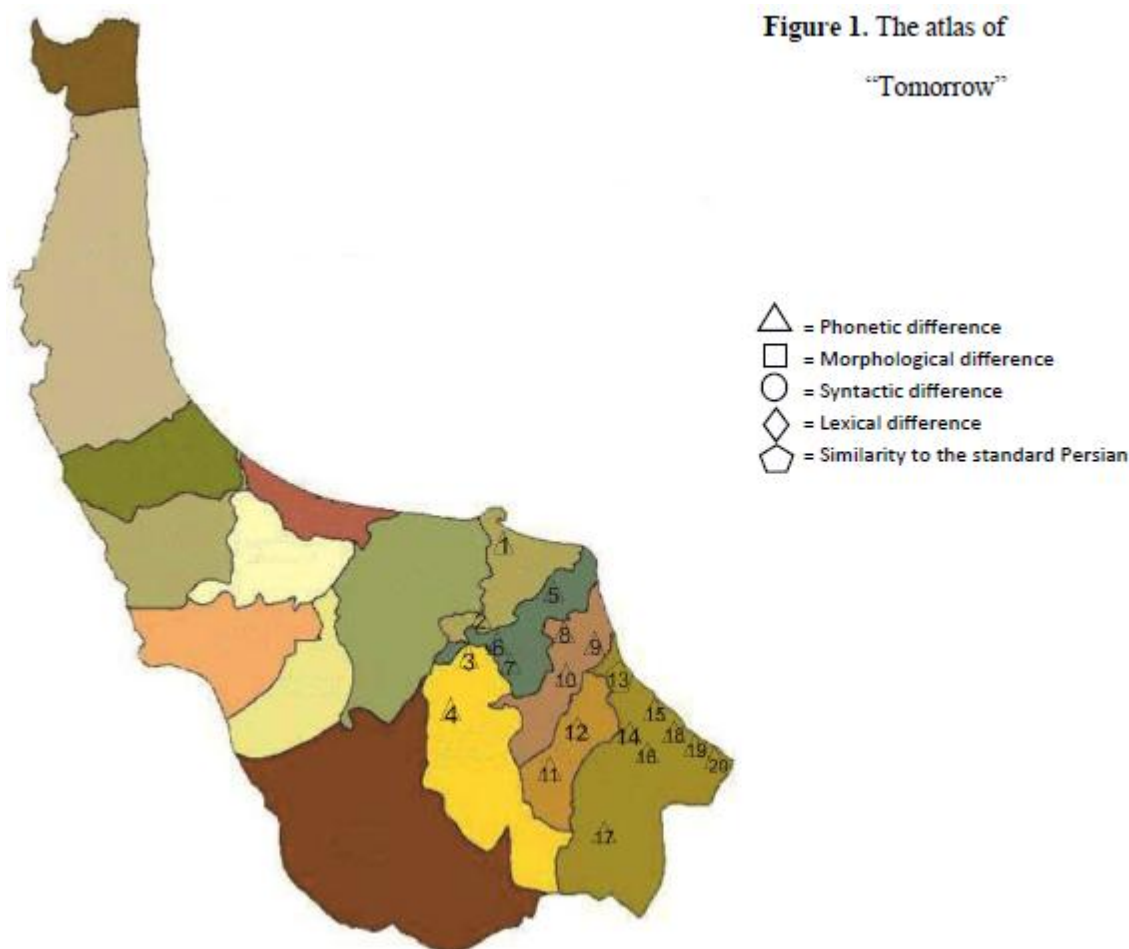 Figure 1. The atlas of
“Tomorrow”
= Phonetic difference
= Morphological difference
= Syntactic difference
= Lexical difference
= Similarity to the standard Persian
1
5
2
8
6
9
3
7
10
13
4
15
12
14
18
16
19
20
11
17